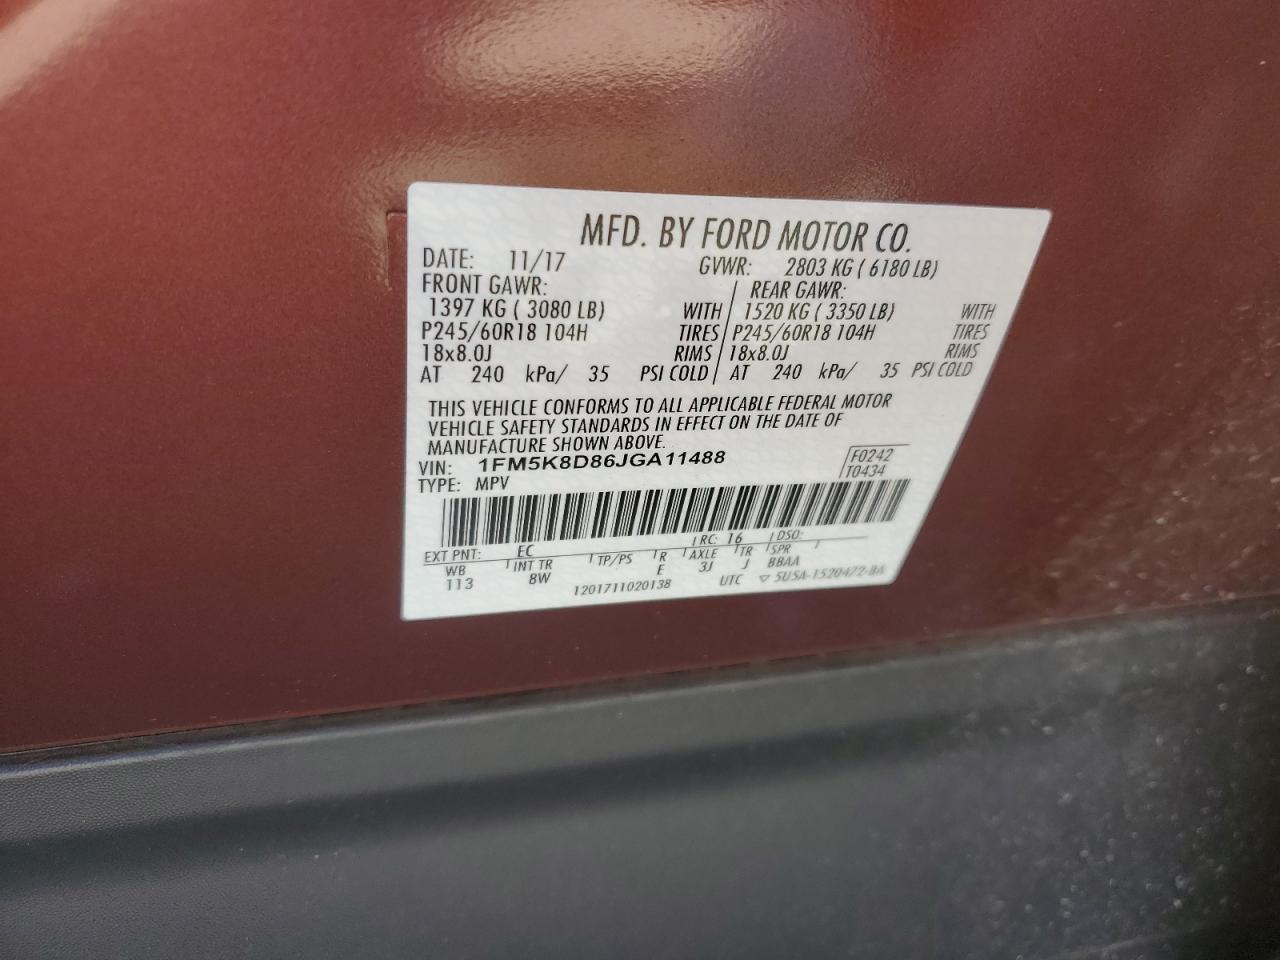 MFD. BY FORD MOTOR CO.
DATE: 11/17 GVWR: 2803 KG ( 6180 LB)
FRONT GAWR: REAR GAWR:
1397 KG ( 3080 LB) WITH 1520 KG ( 3350 LB) WITH
P245/60R18 104H TIRES P245/60R18 104H TIRES
18x8.0J RIMS 18x8.0J RIMS
AT 240 kPa/ 35 PSI COLD AT 240 kPa/ 35 PSI COLD
THIS VEHICLE CONFORMS TO ALL APPLICABLE FEDERAL MOTOR
VEHICLE SAFETY STANDARDS IN EFFECT ON THE DATE OF
MANUFACTURE SHOWN ABOVE.
VIN: 1FM5K8D86JGA11488 F0242
TYPE: MPV T0434
EXT PNT: EC RC: 16 DSO:
WB INT TR TP/PS R AXLE TR SPR
113 8W E 3J J BBAA
1201711020138 UTC ▽ 5U5A-1520472-BA